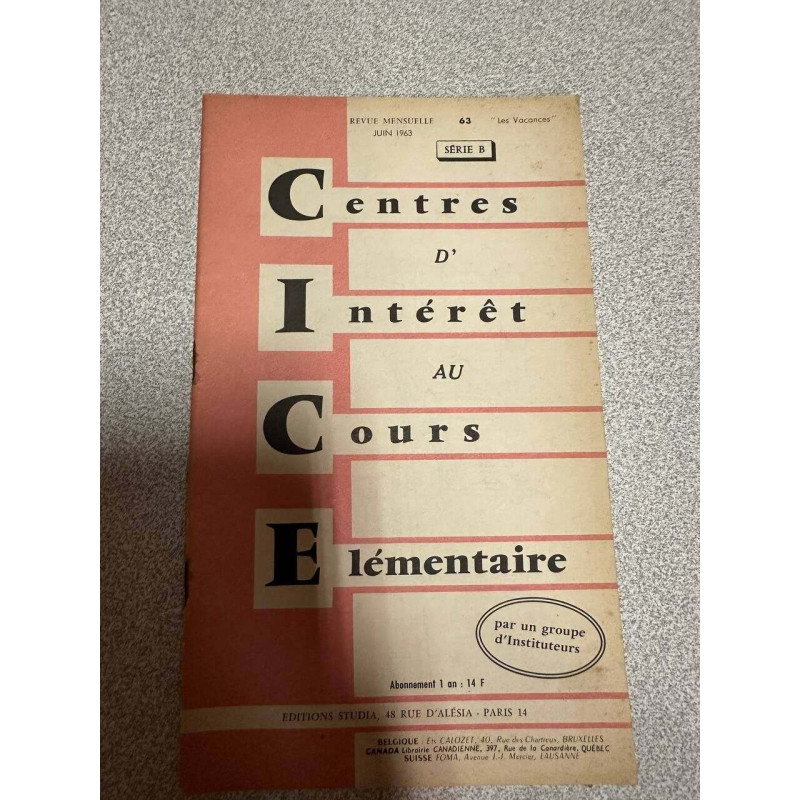 REVUE MENSUELLE 63 "Les Vacances"
JUIN 1963
SÉRIE B
Centres
D'
Intérêt
AU
Cours
Elémentaire
par un groupe
d'Instituteurs
Abonnement 1 an : 14 F
EDITIONS STUDIA, 48 RUE D'ALÉSIA - PARIS 14
BELGIQUE : Ets CALOZET, 40, Rue des Chartreux, BRUXELLES
CANADA Librairie CANADIENNE, 397, Rue de la Canardière, QUÉBEC
SUISSE FOMA, Avenue J.-J. Mercier, LAUSANNE